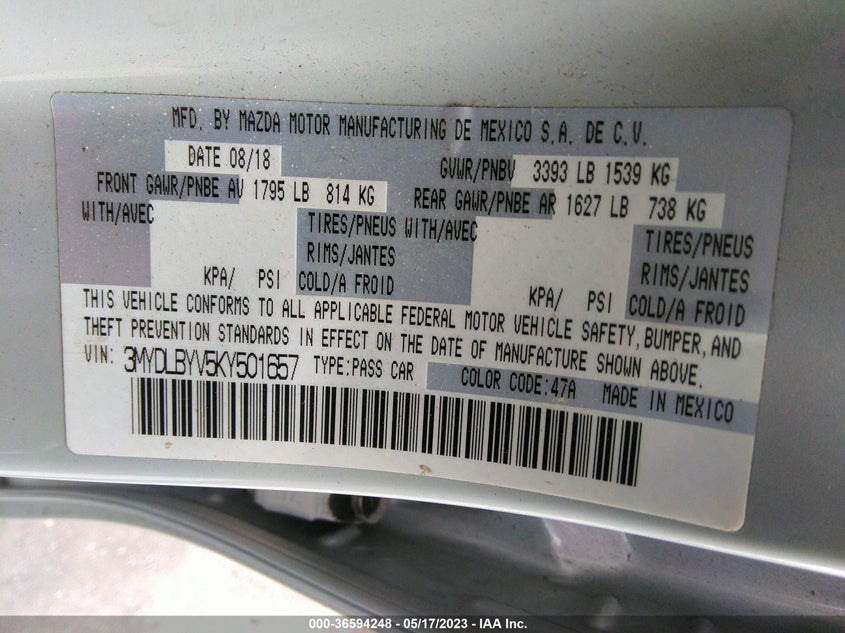 MFD. BY MAZDA MOTOR MANUFACTURING DE MEXICO S.A. DE C.V.
DATE 08/18 GVWR/PNBV 3393 LB 1539 KG
FRONT GAWR/PNBE AV 1795 LB 814 KG REAR GAWR/PNBE AR 1627 LB 738 KG
WITH/AVEC TIRES/PNEUS WITH/AVEC TIRES/PNEUS
RIMS/JANTES RIMS/JANTES
KPA/ PSI COLD/A FROID KPA/ PSI COLD/A FROID
THIS VEHICLE CONFORMS TO ALL APPLICABLE FEDERAL MOTOR VEHICLE SAFETY, BUMPER, AND
THEFT PREVENTION STANDARDS IN EFFECT ON THE DATE OF MANUFACTURE SHOWN ABOVE.
VIN: 3MYDLBYV5KY501657 TYPE:PASS CAR COLOR CODE:47A MADE IN MEXICO
000-36594248 - 05/17/2023 - IAA Inc.